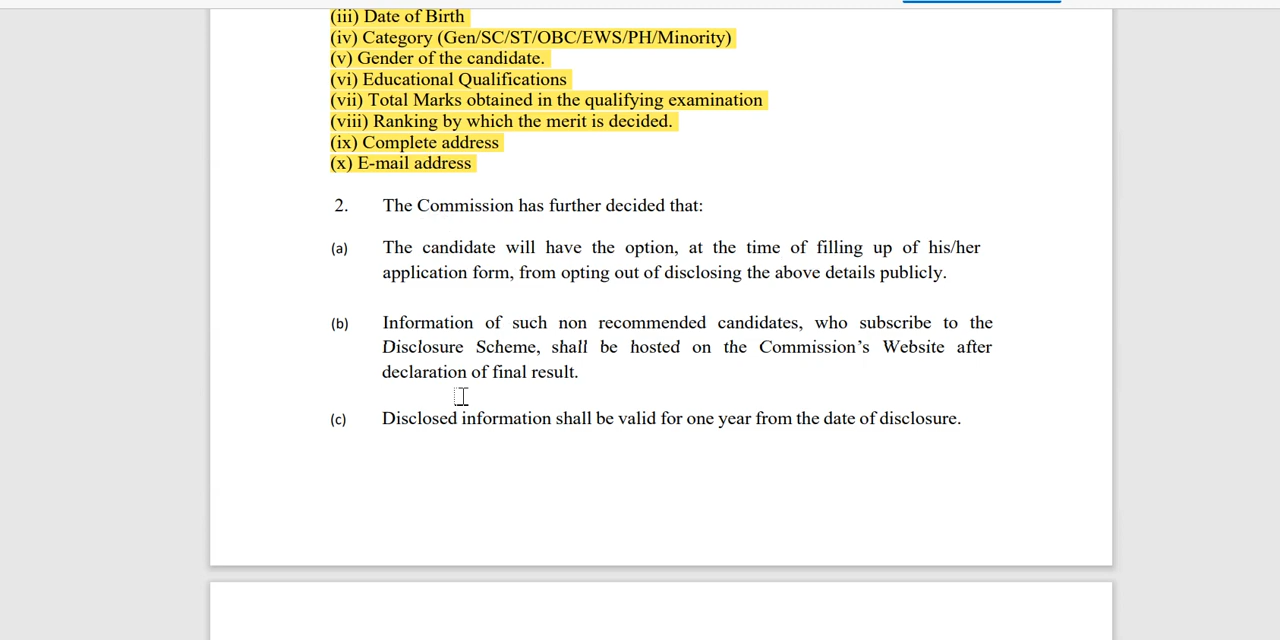 (iii) Date of Birth
(iv) Category (Gen/SC/ST/OBC/EWS/PH/Minority)
(v) Gender of the candidate.
(vi) Educational Qualifications
(vii) Total Marks obtained in the qualifying examination
(viii) Ranking by which the merit is decided.
(ix) Complete address
(x) E-mail address
2. The Commission has further decided that:
(a) The candidate will have the option, at the time of filling up of his/her
application form, from opting out of disclosing the above details publicly.
(b) Information of such non recommended candidates, who subscribe to the
Disclosure Scheme, shall be hosted on the Commission’s Website after
declaration of final result.
(c) Disclosed information shall be valid for one year from the date of disclosure.